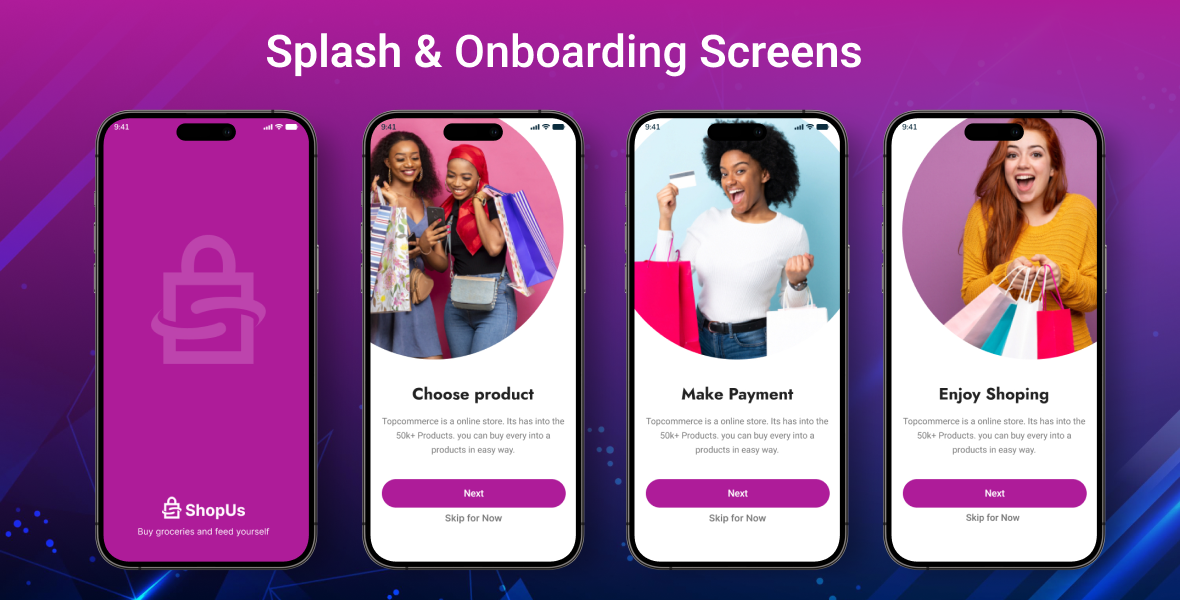 Splash & Onboarding Screens
9:41
ShopUs
Buy groceries and feed yourself
9:41
Choose product
Topcommerce is a online store. Its has into the
50k+ Products. you can buy every into a
products in easy way.
Next
Skip for Now
9:41
Make Payment
Topcommerce is a online store. Its has into the
50k+ Products. you can buy every into a
products in easy way.
Next
Skip for Now
9:41
Enjoy Shoping
Topcommerce is a online store. Its has into the
50k+ Products. you can buy every into a
products in easy way.
Next
Skip for Now